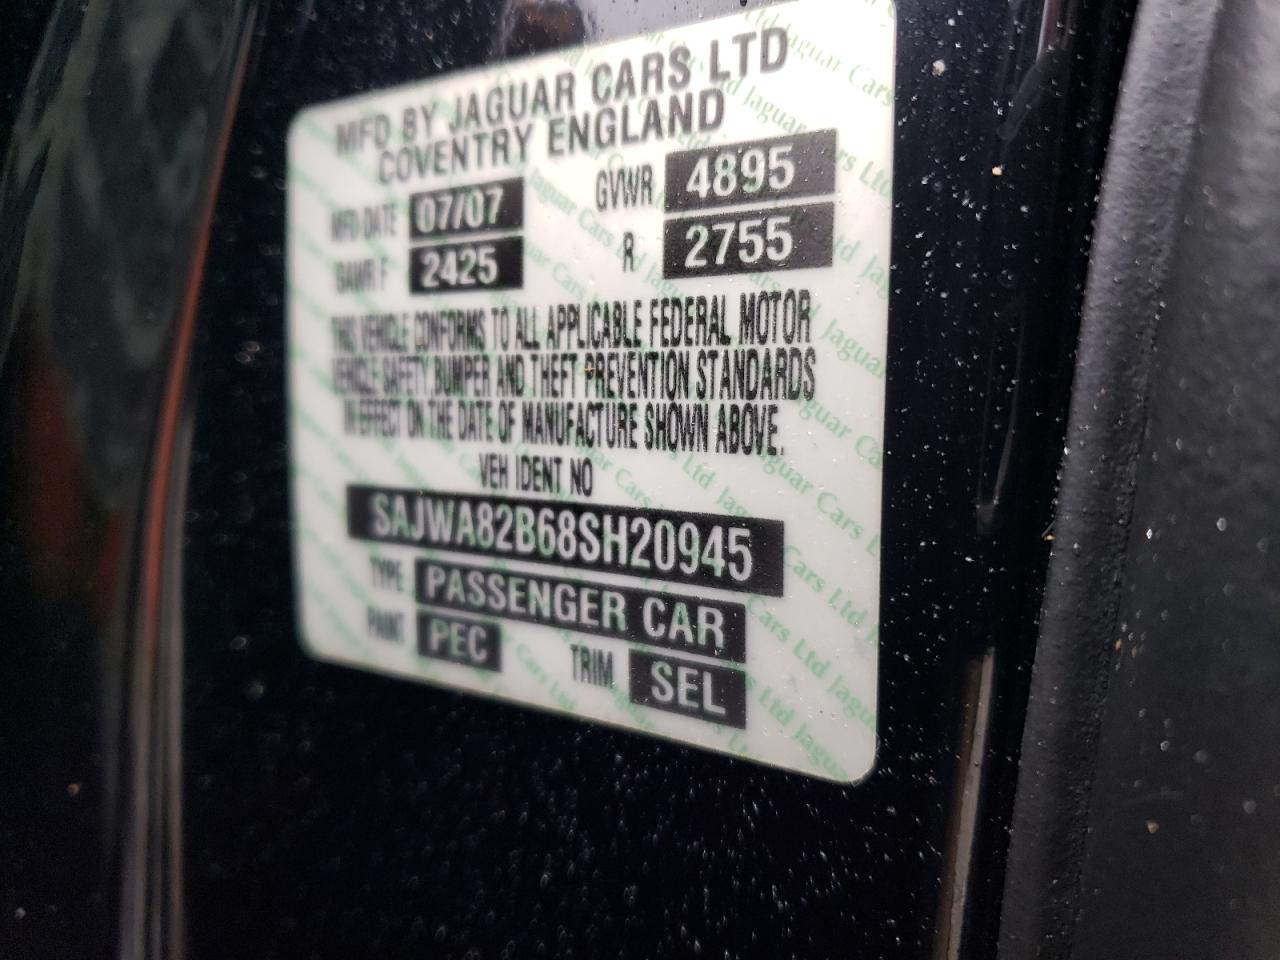 MFD BY JAGUAR CARS LTD
COVENTRY ENGLAND
MFD DATE 07/07 GVWR 4895
GAWR F 2425 R 2755
THIS VEHICLE CONFORMS TO ALL APPLICABLE FEDERAL MOTOR
VEHICLE SAFETY, BUMPER AND THEFT PREVENTION STANDARDS
IN EFFECT ON THE DATE OF MANUFACTURE SHOWN ABOVE.
VEH IDENT NO
SAJWA82B68SH20945
TYPE PASSENGER CAR
PAINT PEC TRIM SEL